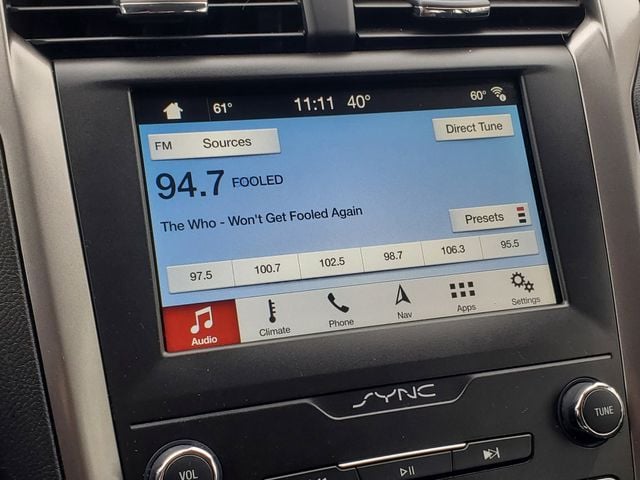 61° 11:11 40° 60°
FM Sources Direct Tune
94.7 FOOLED
The Who - Won't Get Fooled Again
Presets
97.5 100.7 102.5 98.7 106.3 95.5
Audio Climate Phone Nav Apps Settings
SYNC
VOL TUNE